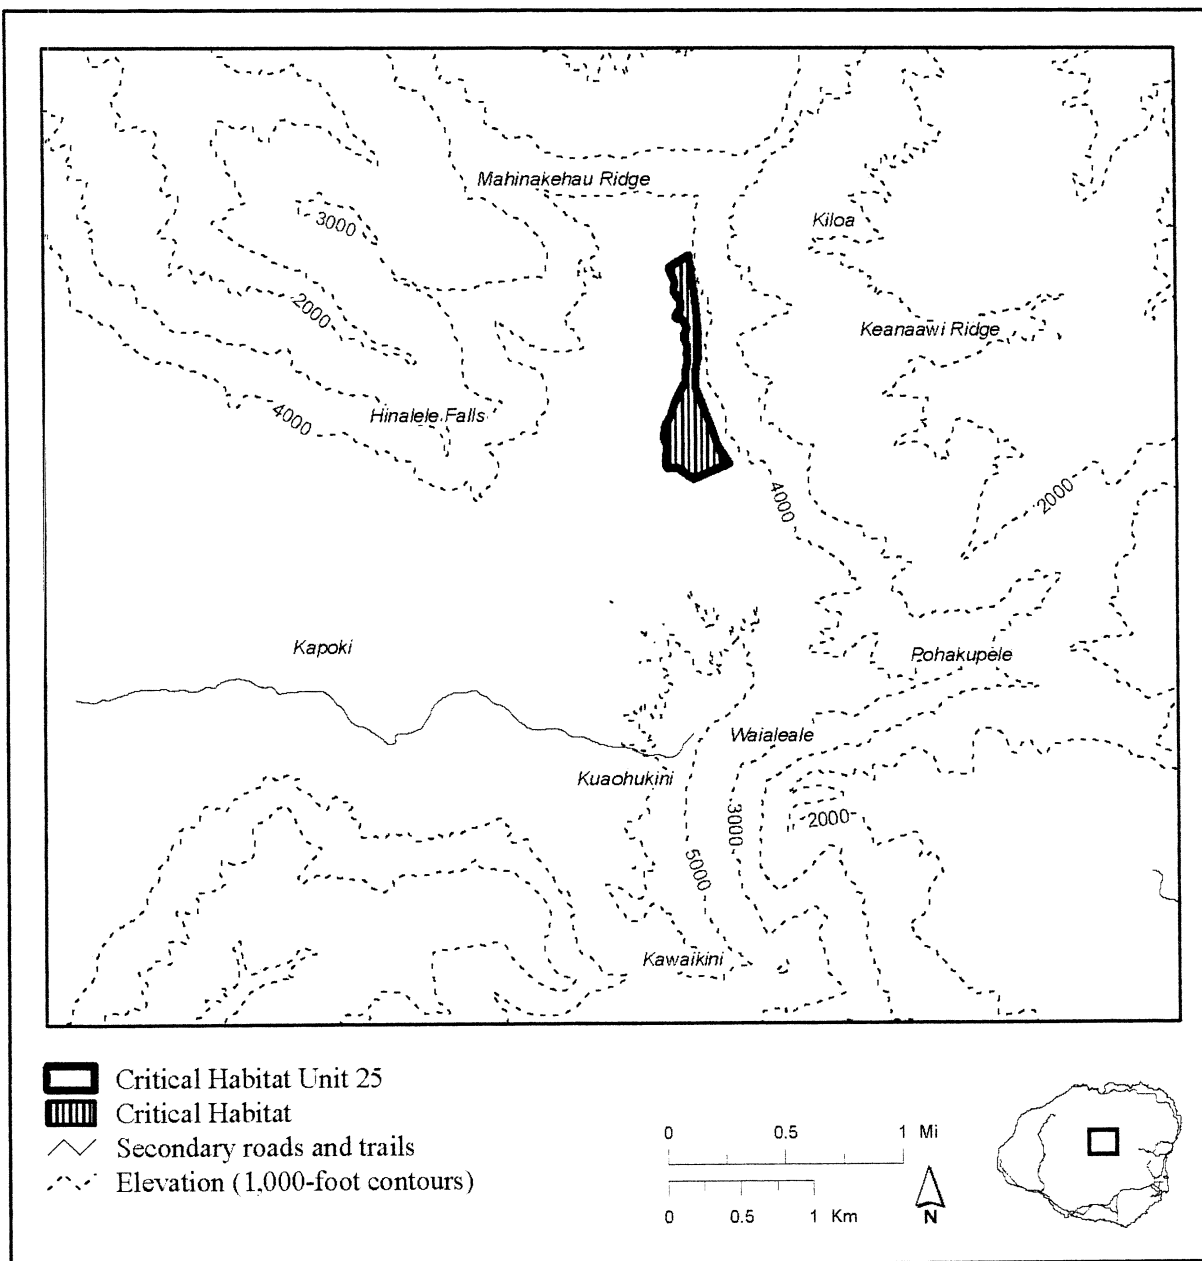 Mahinakehau Ridge
Kiloa
3000
2000
Keanaawi Ridge
4000
Hinalele Falls
4000
2000
Kapoki
Pohakupele
Waialeale
Kuaohukini
3000
2000
5000
Kawaikini
Critical Habitat Unit 25
Critical Habitat
Secondary roads and trails
Elevation (1,000-foot contours)
0 0.5 1 Mi
0 0.5 1 Km
N